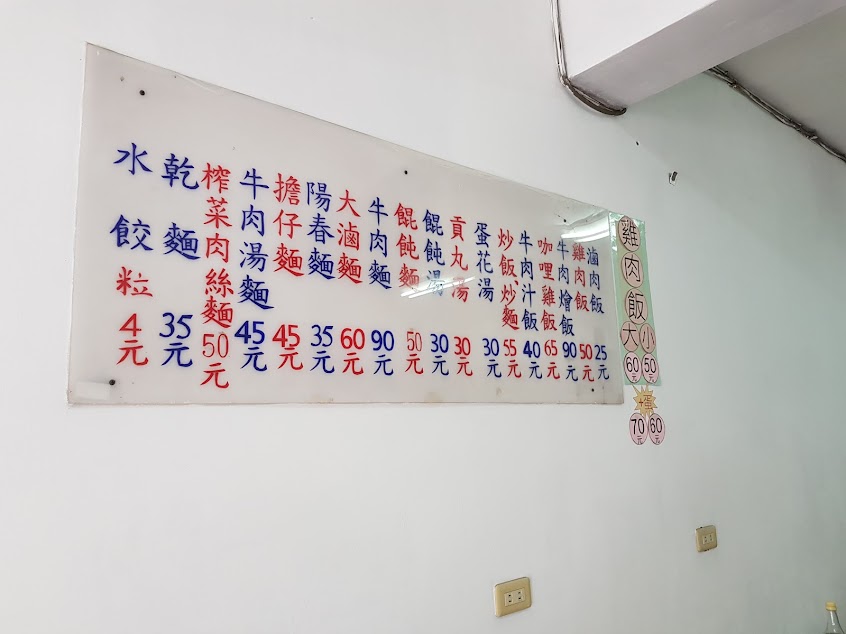 滷肉飯 25元
雞肉飯 50元
牛肉燴飯 90元
咖哩雞飯 65元
牛肉汁飯 40元
炒飯、炒麵 55元
蛋花湯 30元
貢丸湯 30元
餛飩湯 30元
餛飩麵 50元
牛肉麵 90元
大滷麵 60元
陽春麵 35元
擔仔麵 45元
牛肉湯麵 45元
榨菜肉絲麵 50元
乾麵 35元
水餃 粒4元
雞肉飯
大60元
小50元
+蛋
70元
60元